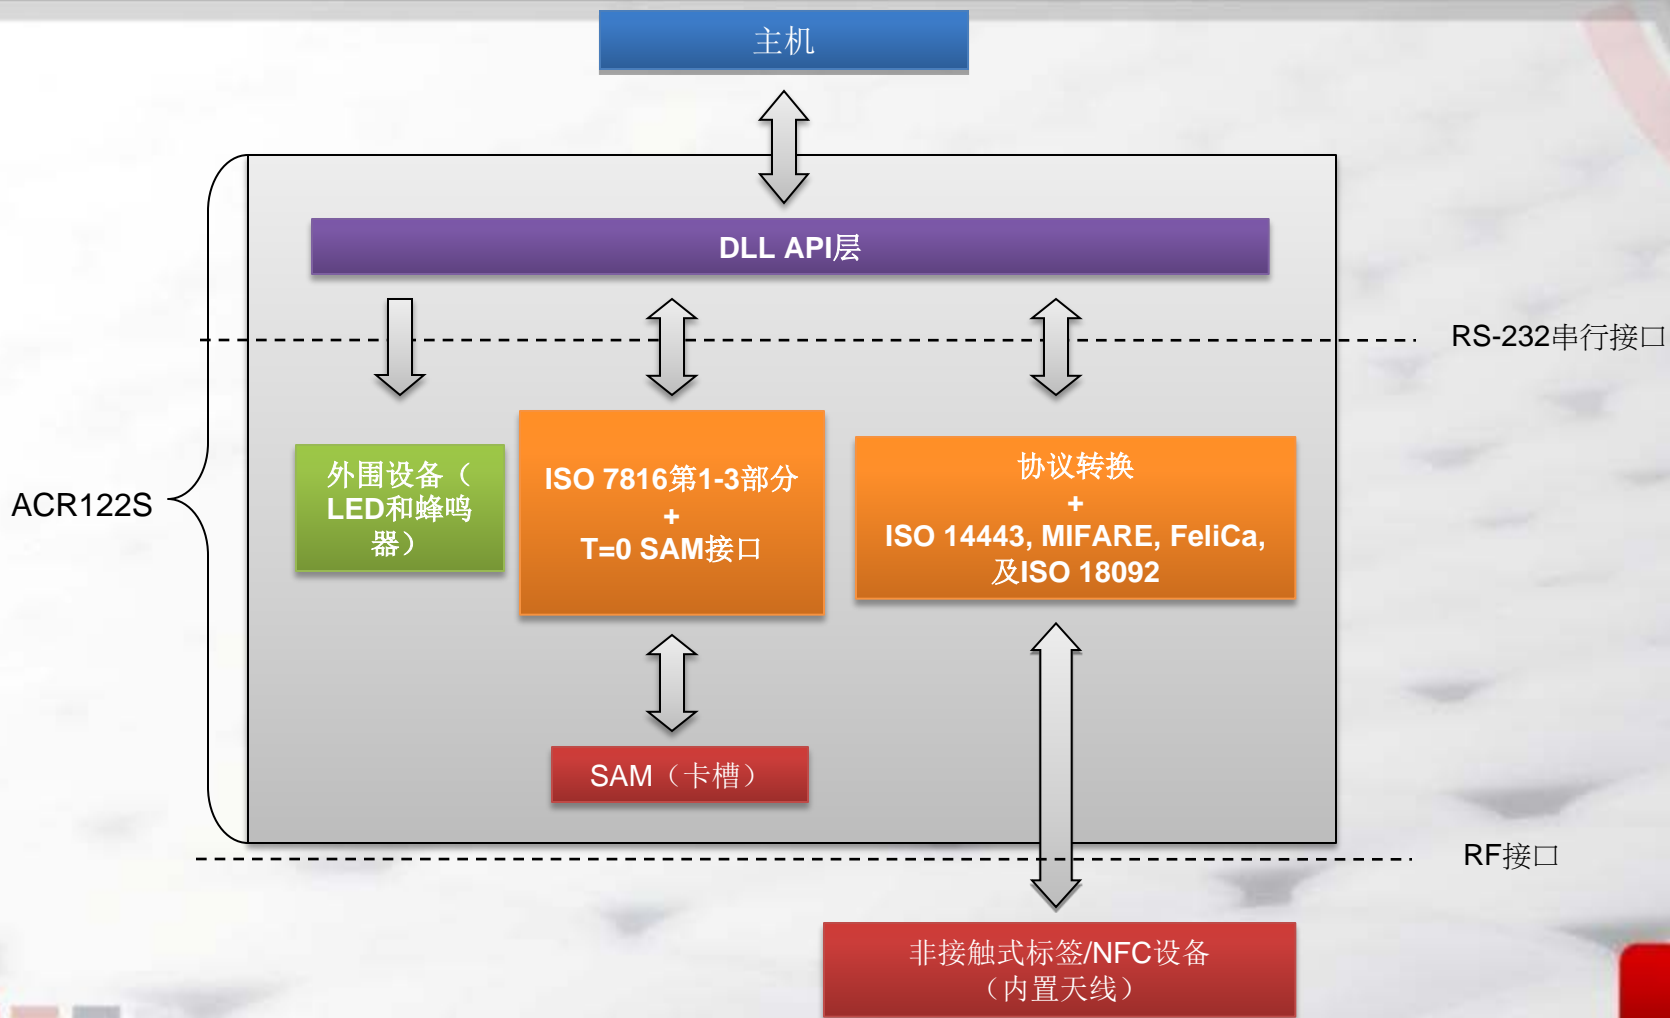 主机
DLL API层
RS-232串行接口
外围设备（
LED和蜂鸣
器）
ISO 7816第1-3部分
+
T=0 SAM接口
协议转换
+
ISO 14443, MIFARE, FeliCa,
及ISO 18092
ACR122S
SAM（卡槽）
RF接口
非接触式标签/NFC设备
（内置天线）